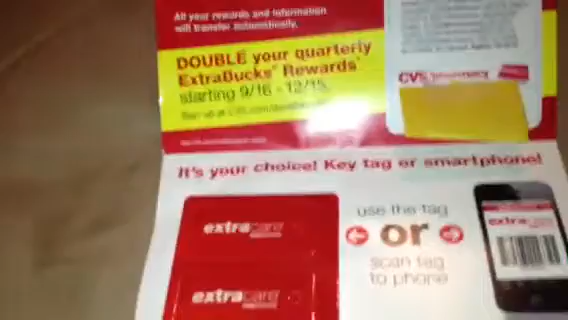 All your rewards and information
will transfer automatically.
DOUBLE your quarterly
ExtraBucks® Rewards*
starting 9/16 - 12/15.
CVS/pharmacy
It's your choice! Key tag or smartphone!
extracare
extracare
use the tag
or
scan tag
to phone
extracare